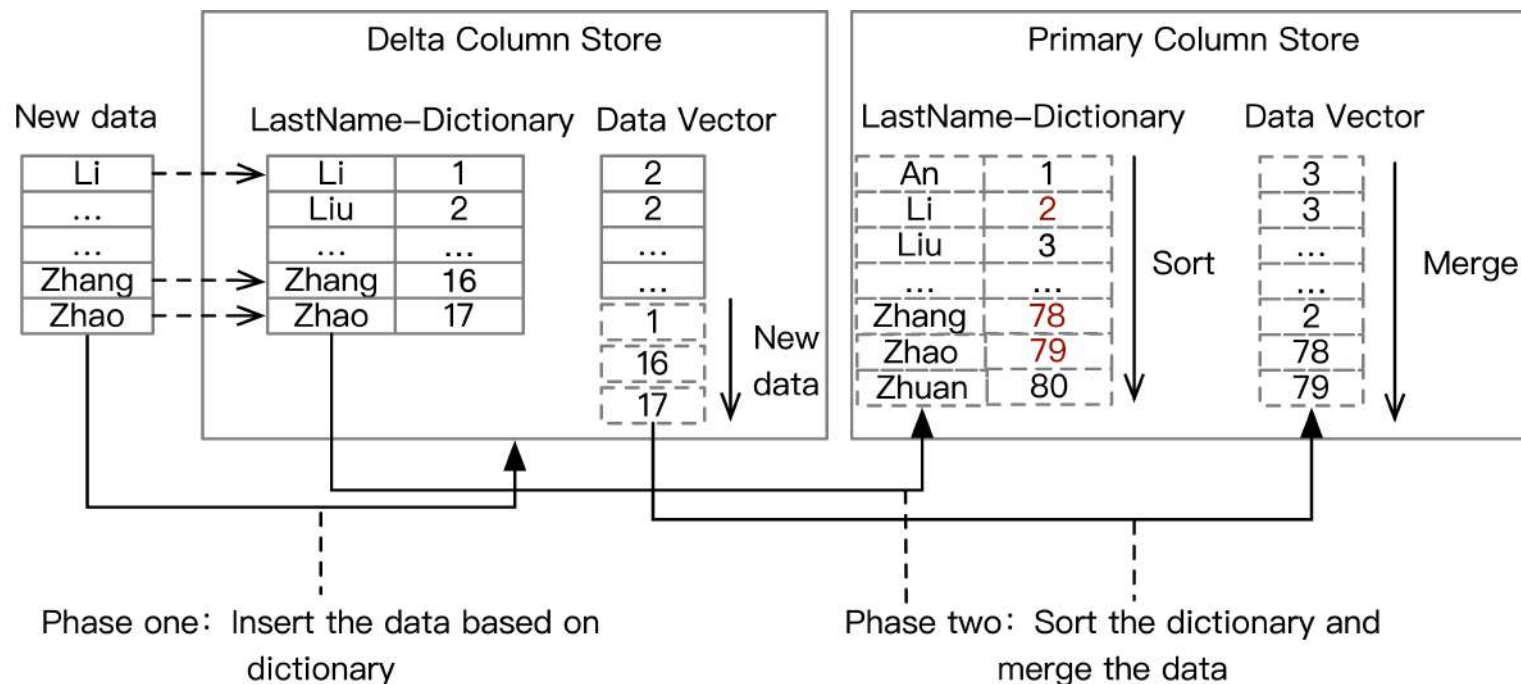 Delta Column Store
Primary Column Store
New data
LastName-Dictionary Data Vector
LastName-Dictionary Data Vector
Li
...
...
Zhang
Zhao
Li 1
Liu 2
... ...
Zhang 16
Zhao 17
2
2
...
...
1
16
17
New
data
An 1
Li 2
Liu 3
... ...
Zhang 78
Zhao 79
Zhuan 80
Sort
3
3
...
...
2
78
79
Merge
Phase one: Insert the data based on
dictionary
Phase two: Sort the dictionary and
merge the data